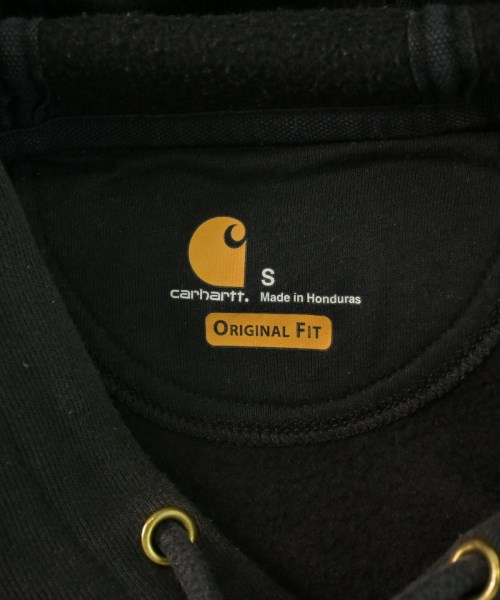 S
carhartt. Made in Honduras
ORIGINAL FIT